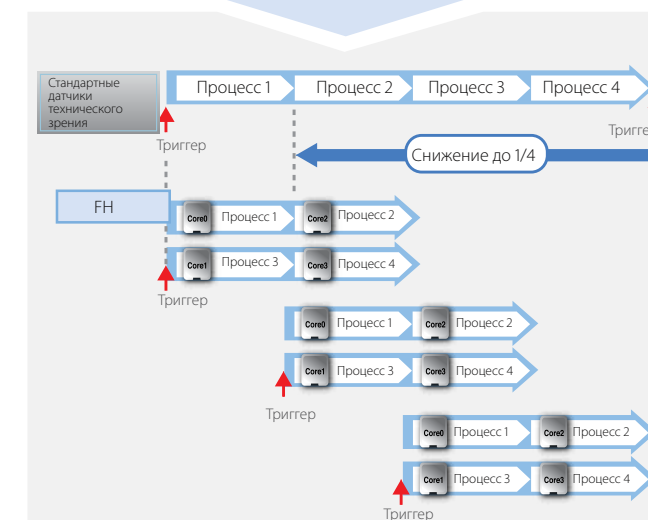 Стандартные
датчики
технического
зрения
Процесс 1 Процесс 2 Процесс 3 Процесс 4
Триггер
Тригге
Снижение до 1/4
FH
Core0 Процесс 1 Core2 Процесс 2
Core1 Процесс 3 Core3 Процесс 4
Триггер
Core0 Процесс 1 Core2 Процесс 2
Core1 Процесс 3 Core3 Процесс 4
Триггер
Core0 Процесс 1 Core2 Процесс 2
Core1 Процесс 3 Core3 Процесс 4
Триггер